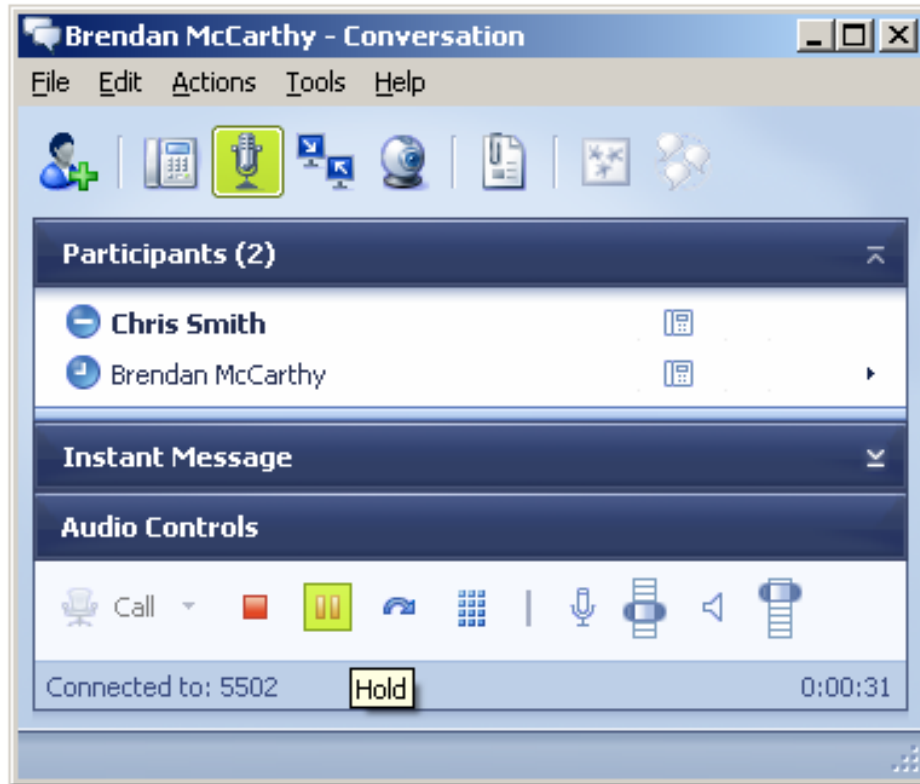 Brendan McCarthy - Conversation
File Edit Actions Tools Help
Participants (2)
Chris Smith
Brendan McCarthy
Instant Message
Audio Controls
Call
Connected to: 5502 Hold 0:00:31